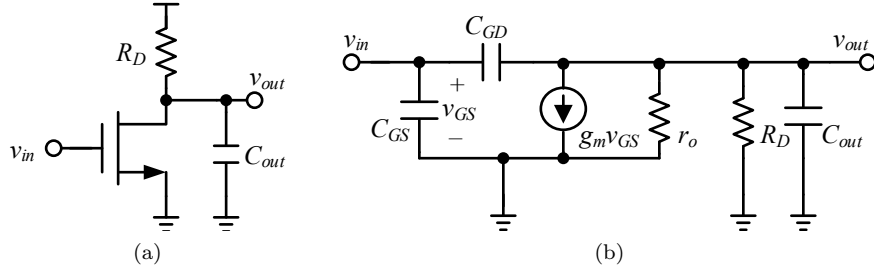 R_D
v_out
v_in
C_out
(a)
v_in
C_GD
v_out
+
v_GS
−
C_GS
g_m v_GS
r_o
R_D
C_out
(b)